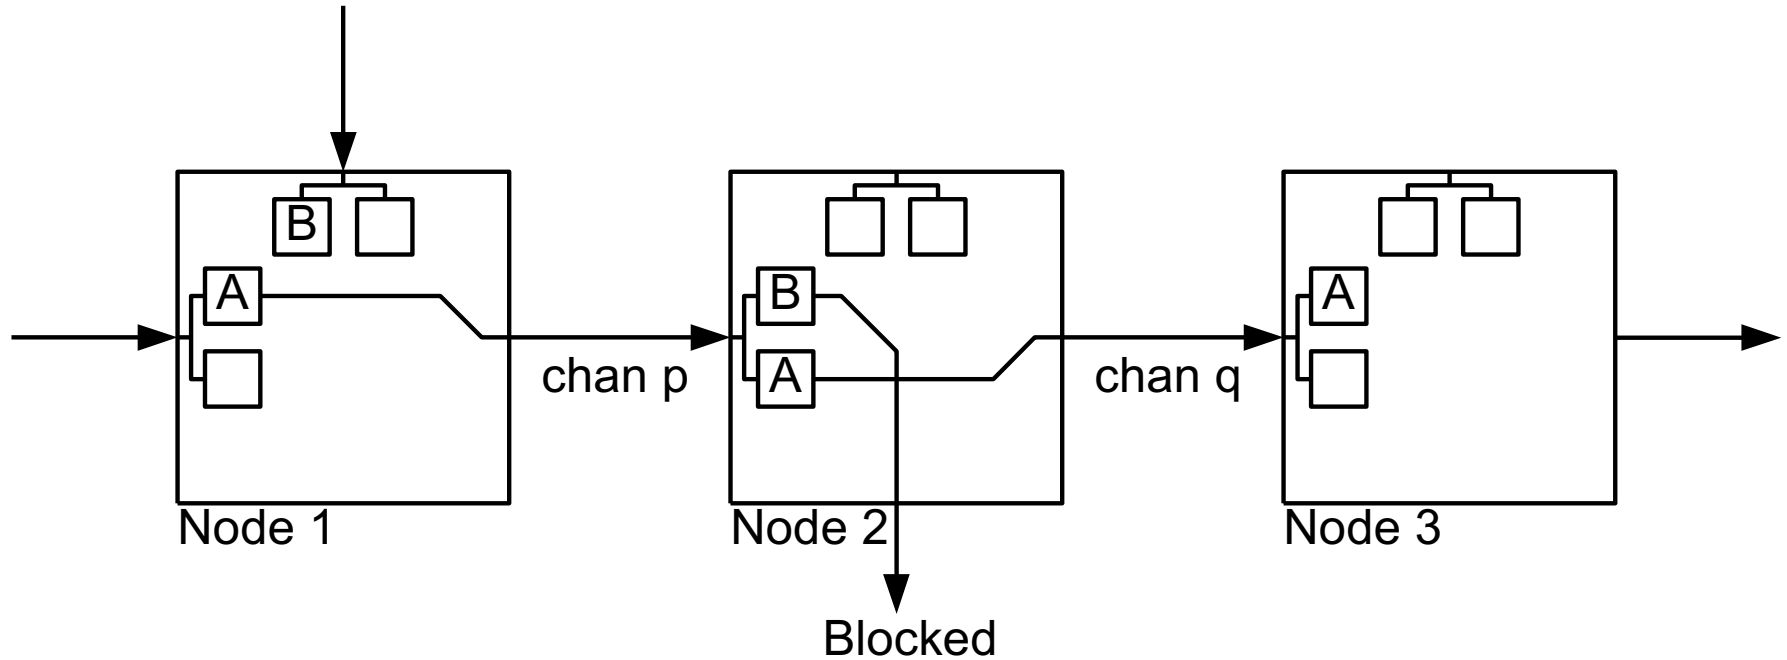 B
A
B
A
A
chan p
chan q
Node 1
Node 2
Node 3
Blocked